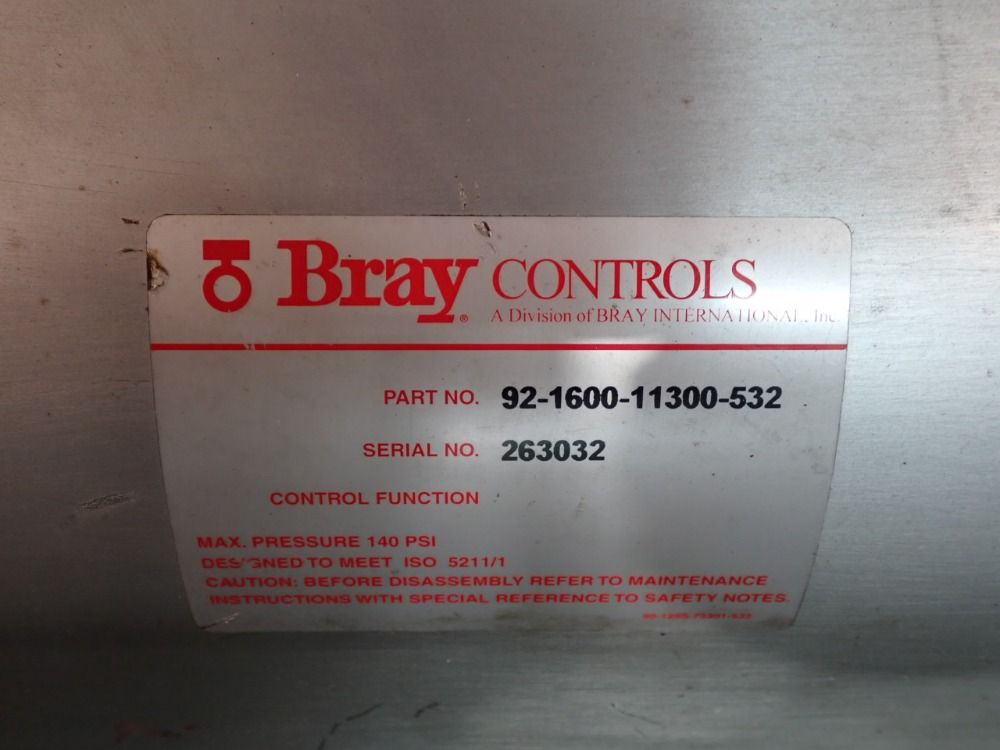 Bray® CONTROLS
A Division of BRAY INTERNATIONAL, Inc.
PART NO. 92-1600-11300-532
SERIAL NO. 263032
CONTROL FUNCTION
MAX. PRESSURE 140 PSI
DESIGNED TO MEET ISO 5211/1
CAUTION: BEFORE DISASSEMBLY REFER TO MAINTENANCE
INSTRUCTIONS WITH SPECIAL REFERENCE TO SAFETY NOTES.